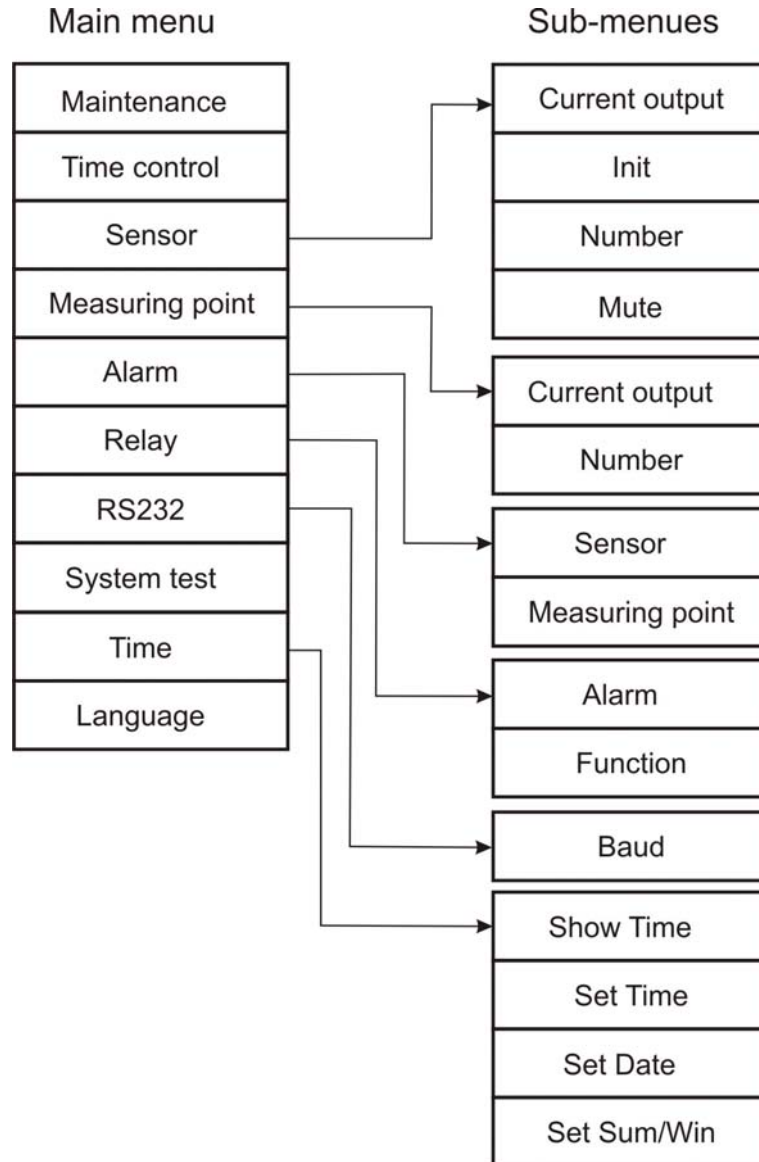 Main menu
Maintenance
Time control
Sensor
Measuring point
Alarm
Relay
RS232
System test
Time
Language
Sub-menues
Current output
Init
Number
Mute
Current output
Number
Sensor
Measuring point
Alarm
Function
Baud
Show Time
Set Time
Set Date
Set Sum/Win